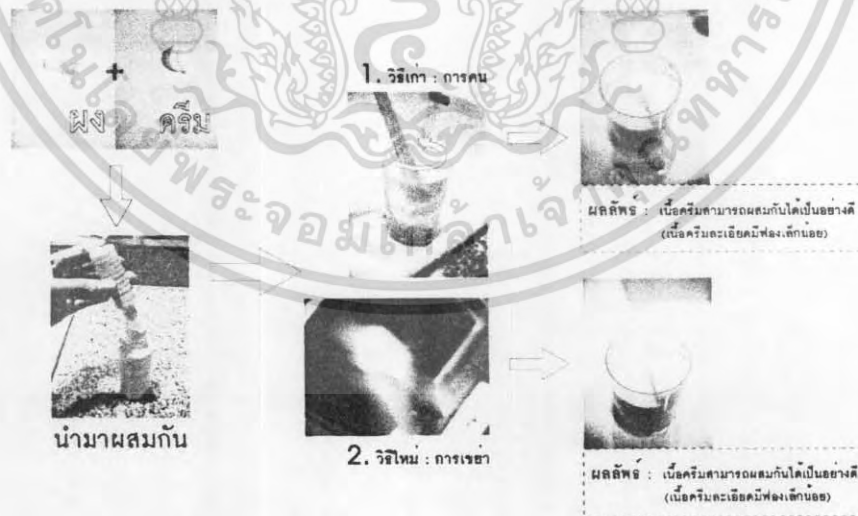 ผง + ครีม
นำมาผสมกัน
1. วิธีเก่า : การคน
2. วิธีใหม่ : การเขย่า
ผลลัพธ์ : เนื้อครีมสามารถผสมกันได้เป็นอย่างดี
(เนื้อครีมละเอียดมีฟองเล็กน้อย)
ผลลัพธ์ : เนื้อครีมสามารถผสมกันได้เป็นอย่างดี
(เนื้อครีมละเอียดมีฟองเล็กน้อย)